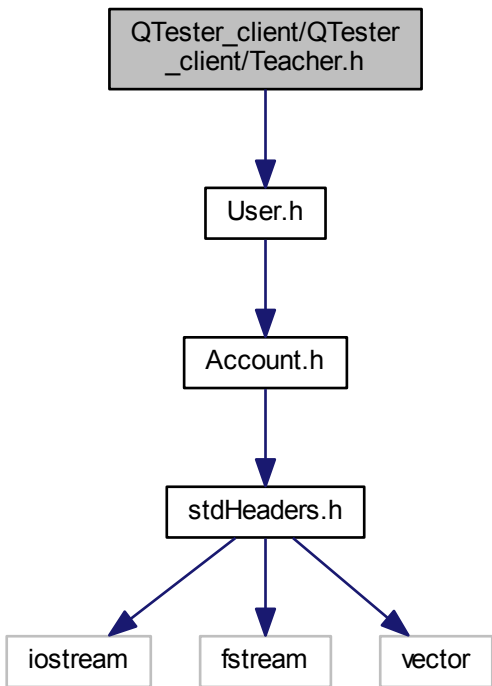 QTester_client/QTester
_client/Teacher.h
User.h
Account.h
stdHeaders.h
iostream
fstream
vector